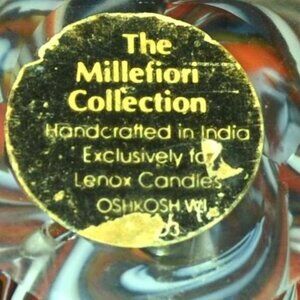 The
Millefiori
Collection
Handcrafted in India
Exclusively for
Lenox Candles
OSHKOSH WI